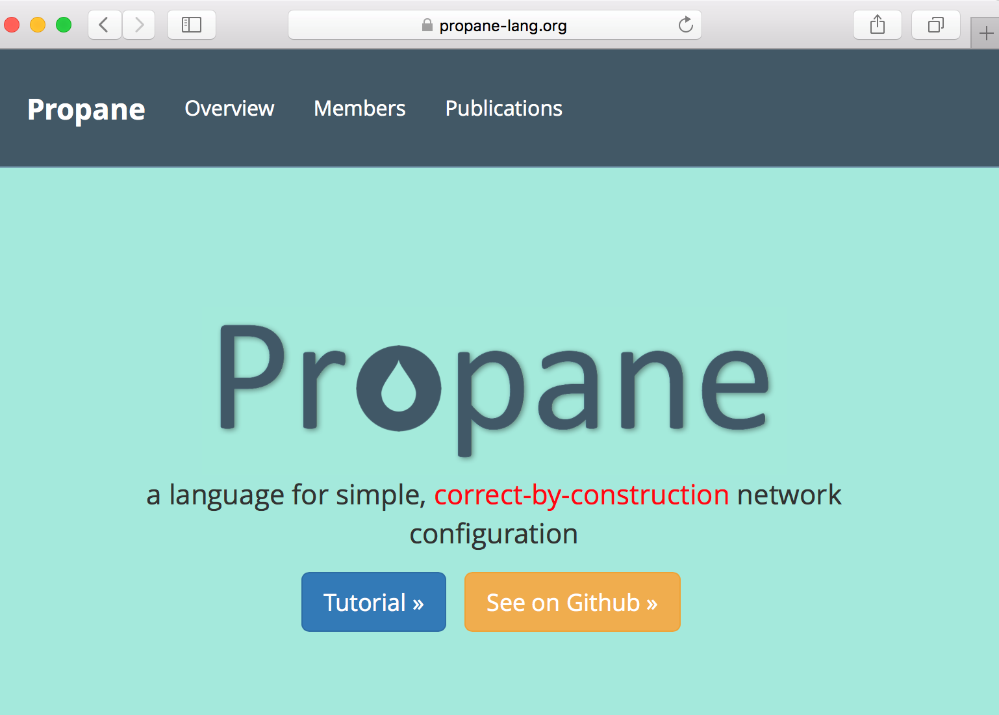 propane-lang.org
Propane Overview Members Publications
Propane
a language for simple, correct-by-construction network
configuration
Tutorial » See on Github »